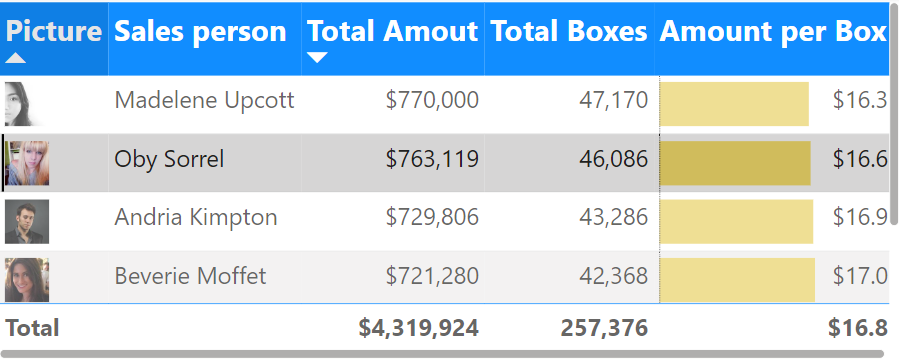 Picture Sales person Total Amout Total Boxes Amount per Box
Madelene Upcott $770,000 47,170 $16.3
Oby Sorrel $763,119 46,086 $16.6
Andria Kimpton $729,806 43,286 $16.9
Beverie Moffet $721,280 42,368 $17.0
Total $4,319,924 257,376 $16.8